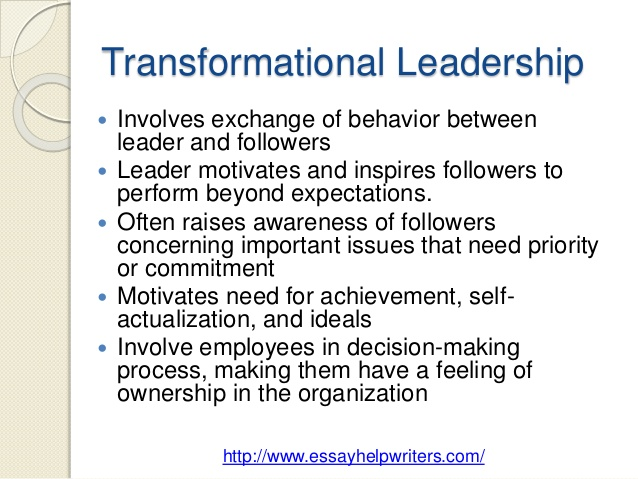 Transformational Leadership
• Involves exchange of behavior between
leader and followers
• Leader motivates and inspires followers to
perform beyond expectations.
• Often raises awareness of followers
concerning important issues that need priority
or commitment
• Motivates need for achievement, self-
actualization, and ideals
• Involve employees in decision-making
process, making them have a feeling of
ownership in the organization
http://www.essayhelpwriters.com/